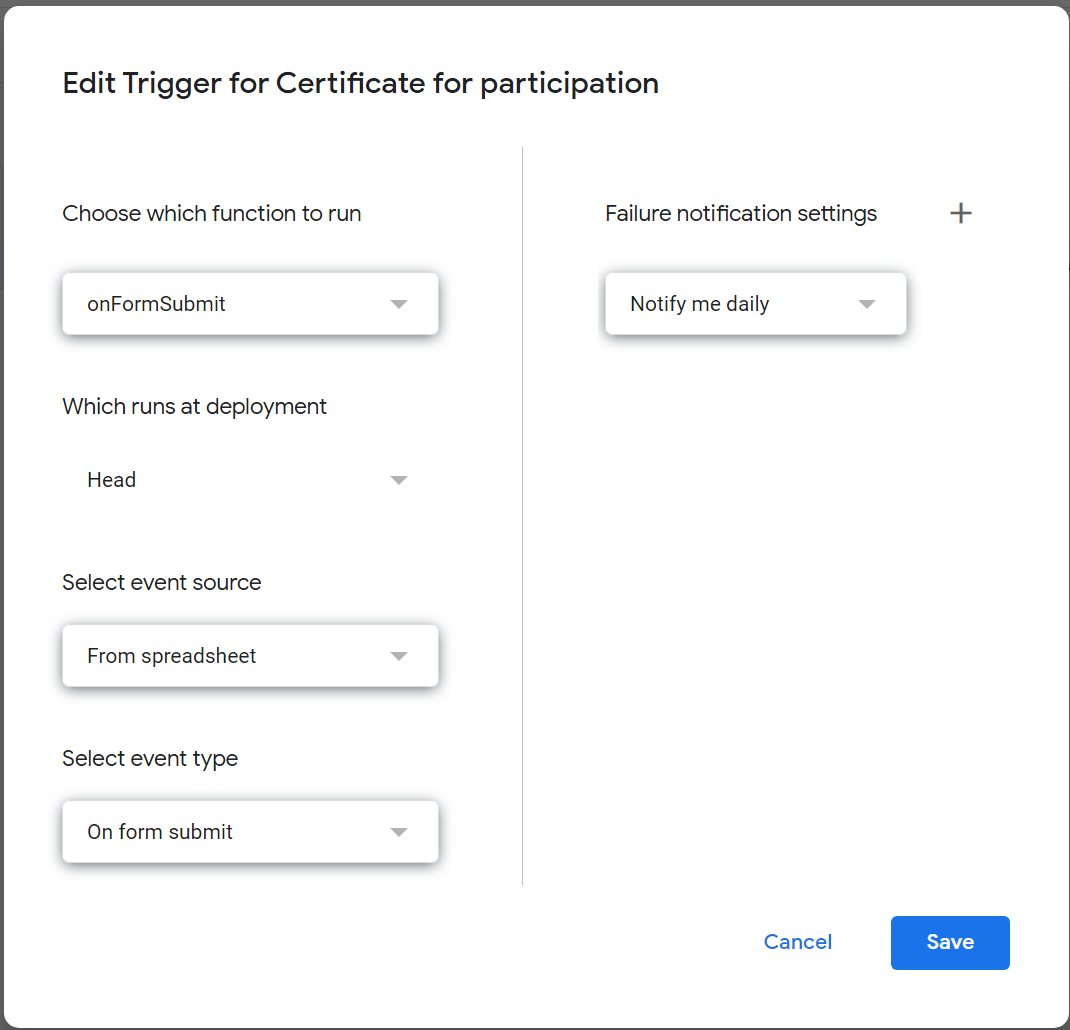 Edit Trigger for Certificate for participation
Choose which function to run
onFormSubmit
Which runs at deployment
Head
Select event source
From spreadsheet
Select event type
On form submit
Failure notification settings
Notify me daily
Cancel
Save